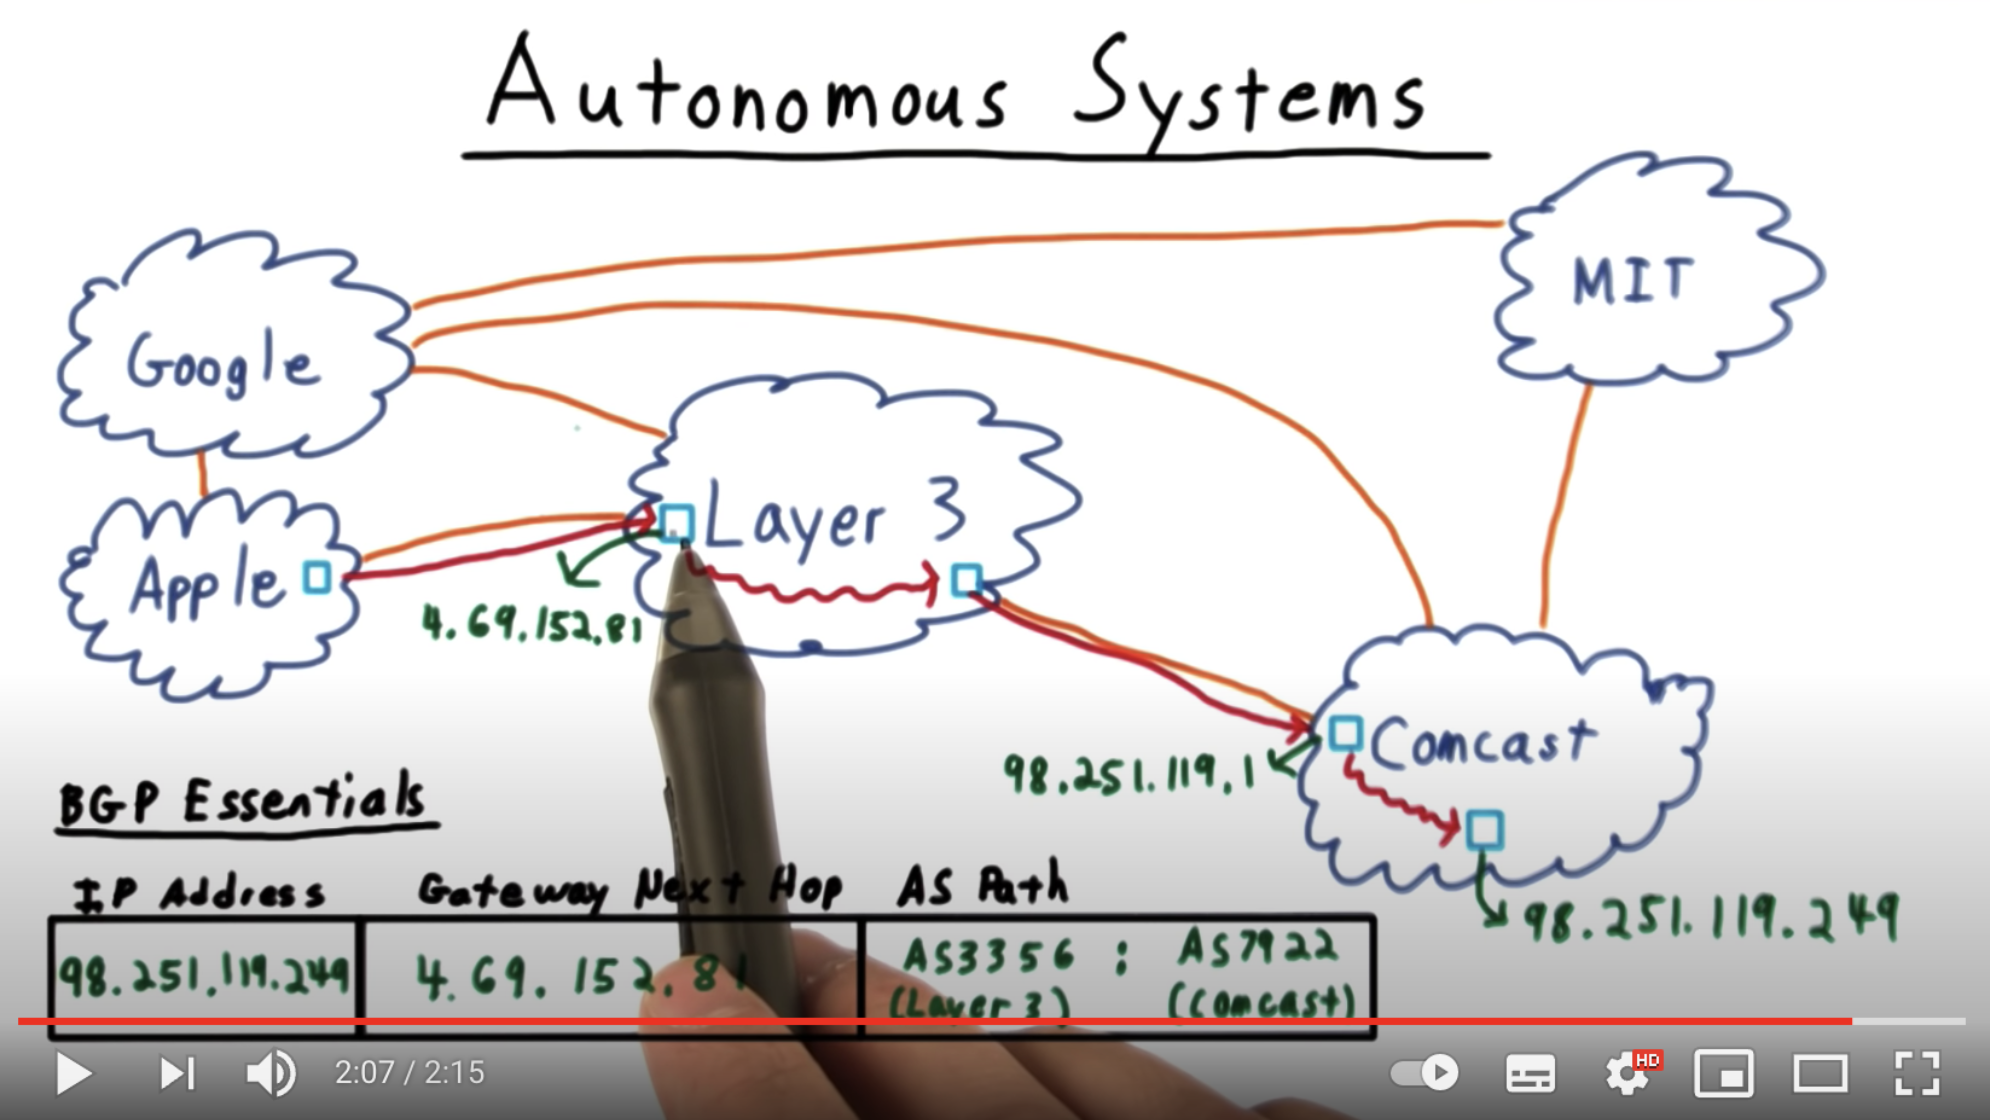 Autonomous Systems
MIT
Google
Layer 3
Apple
4.69.152.81
Comcast
98.251.119.1
BGP Essentials
IP Address Gateway Next Hop AS Path
98.251.119.249
98.251.119.249 4.69.152.81 AS3356 : AS7922
(Layer 3) (Comcast)
2:07 / 2:15
HD